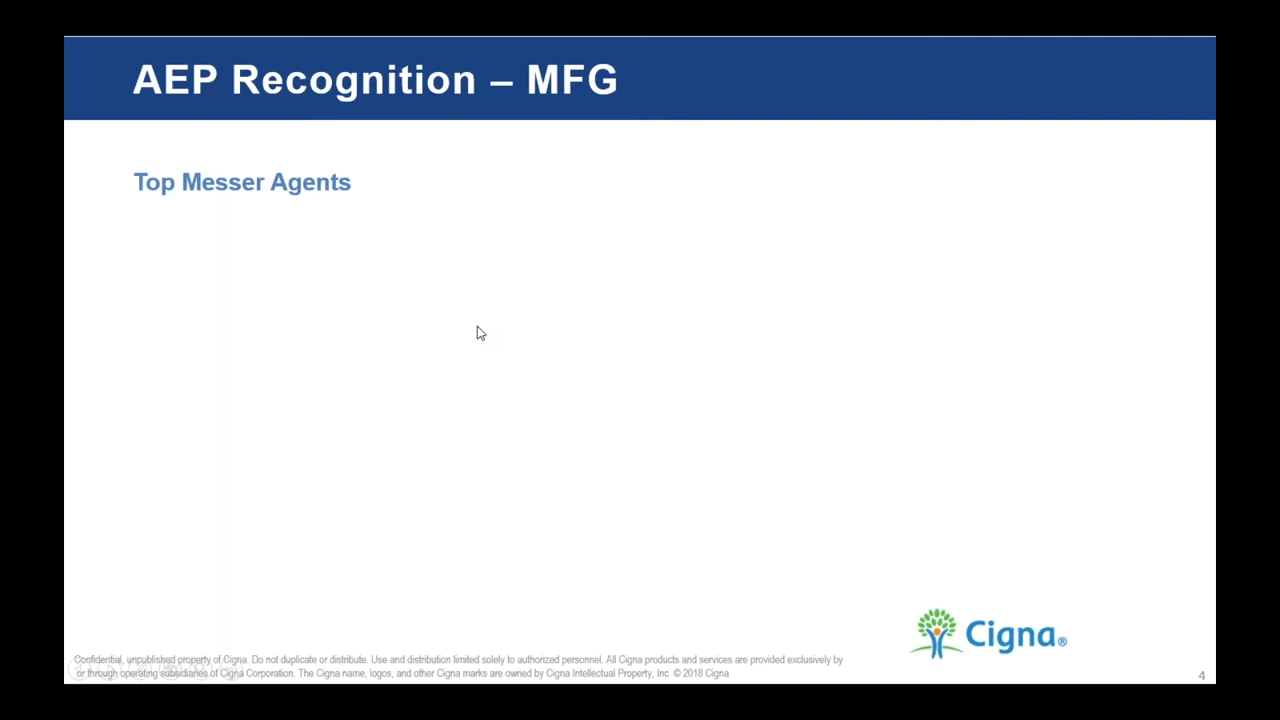 AEP Recognition – MFG
Top Messer Agents
Cigna®
Confidential, unpublished property of Cigna. Do not duplicate or distribute. Use and distribution limited solely to authorized personnel. All Cigna products and services are provided exclusively by
or through operating subsidiaries of Cigna Corporation. The Cigna name, logos, and other Cigna marks are owned by Cigna Intellectual Property, Inc © 2018 Cigna
4